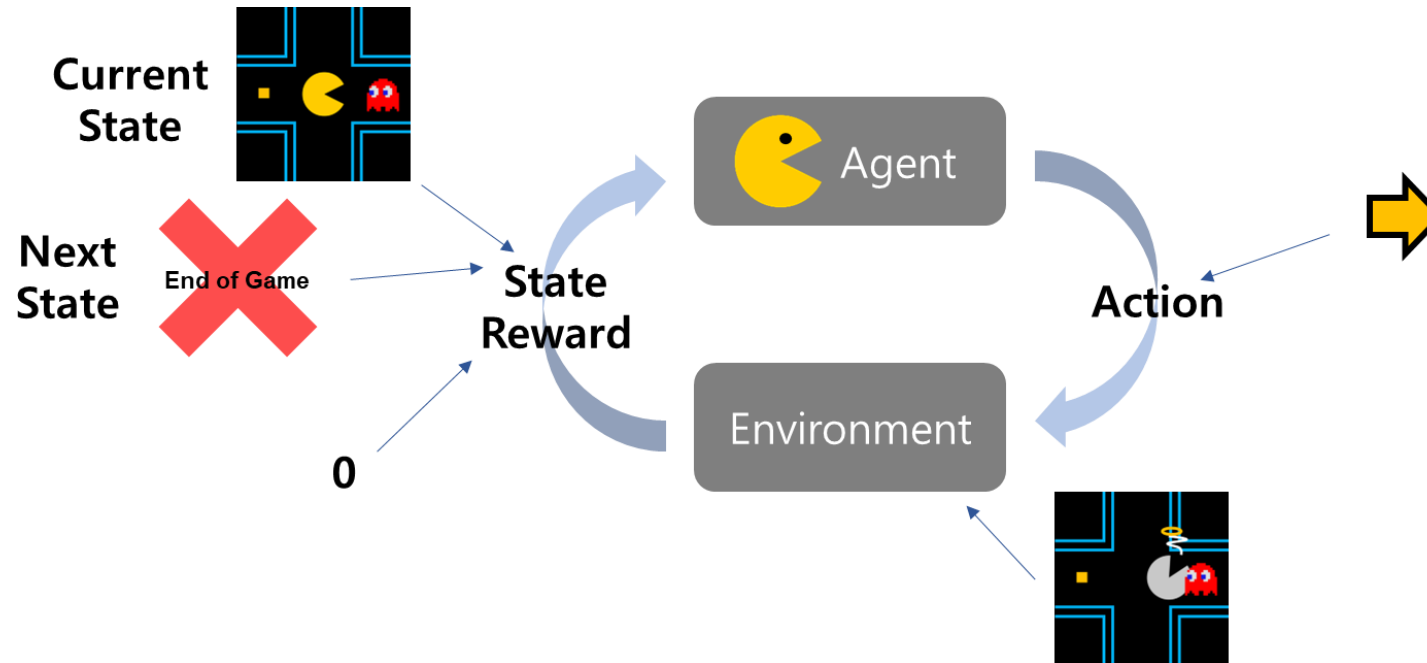 Current
State
Next
State
End of Game
0
State
Reward
Agent
Environment
Action